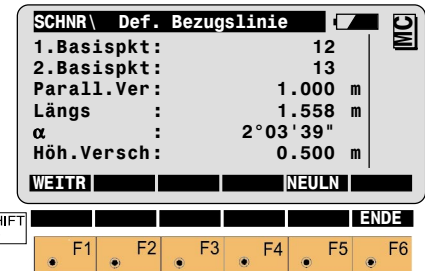 SCHNR\ Def. Bezugslinie MC
1.Basispkt: 12
2.Basispkt: 13
Parall.Ver: 1.000 m
Längs : 1.558 m
α : 2°03'39"
Höh.Versch: 0.500 m
WEITR NEULN
HIFT ENDE
F1 F2 F3 F4 F5 F6